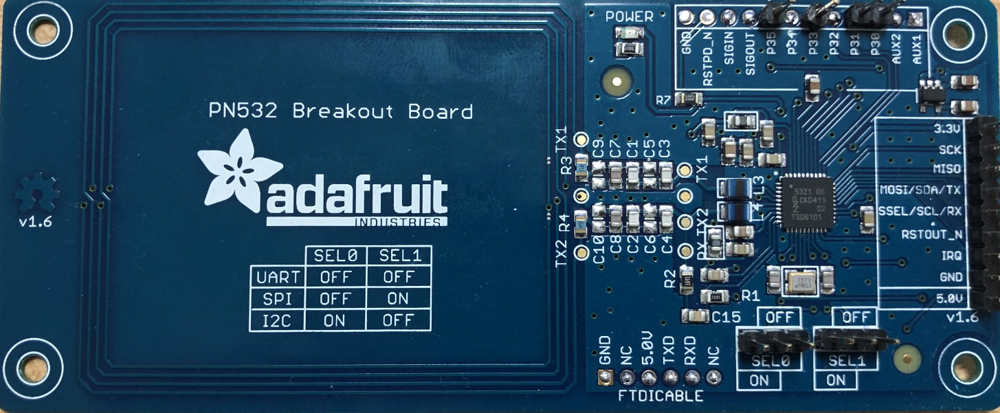 POWER
GND
RSTPD_N
SIGIN
SIGOUT
P35
P34
P33
P32
P31
P30
AUX2
AUX1
R7
1002
PN532 Breakout Board
adafruit
INDUSTRIES
v1.6
SEL0 SEL1
UART OFF OFF
SPI OFF ON
I2C ON OFF
TX1
R3
R4
TX2
C9
C7
C1
C5
C3
C10
C8
C2
C6
C4
TX1
TX2
RX
L3
R2
R1
C15
5321 05
02
TSD6101
3.3V
SCK
MISO
MOSI/SDA/TX
SSEL/SCL/RX
RSTOUT_N
IRQ
GND
5.0V
v1.6
OFF OFF
SEL0 SEL1
ON ON
GND
NC
5.0V
TXD
RXD
NC
FTDICABLE